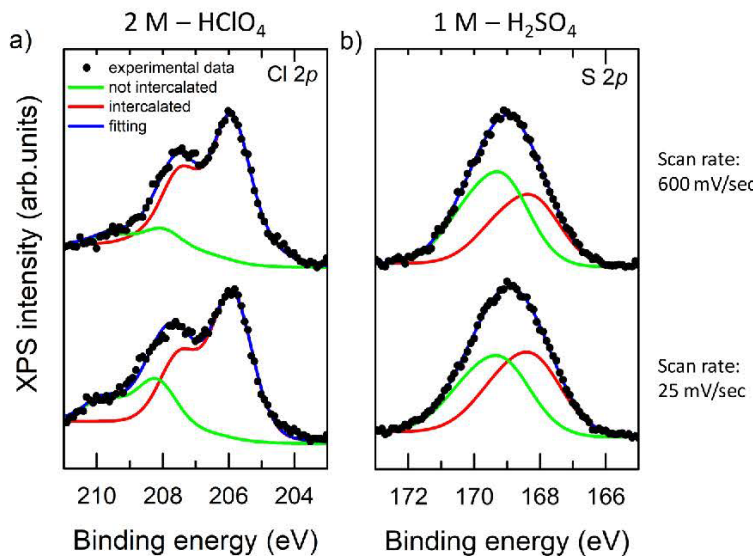 2 M – HClO₄
1 M – H₂SO₄
a)
b)
experimental data
not intercalated
intercalated
fitting
Cl 2p
S 2p
Scan rate:
600 mV/sec
Scan rate:
25 mV/sec
XPS intensity (arb.units)
210 208 206 204
172 170 168 166
Binding energy (eV)
Binding energy (eV)